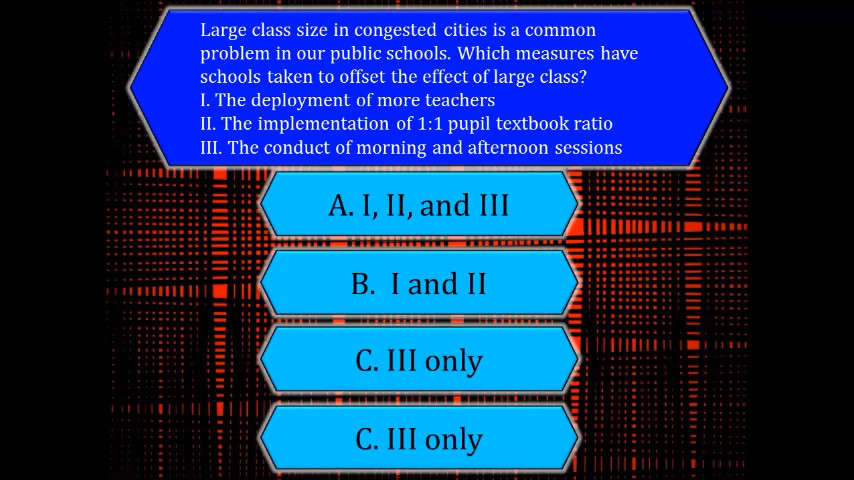 Large class size in congested cities is a common
problem in our public schools. Which measures have
schools taken to offset the effect of large class?
I. The deployment of more teachers
II. The implementation of 1:1 pupil textbook ratio
III. The conduct of morning and afternoon sessions
A. I, II, and III
B. I and II
C. III only
C. III only